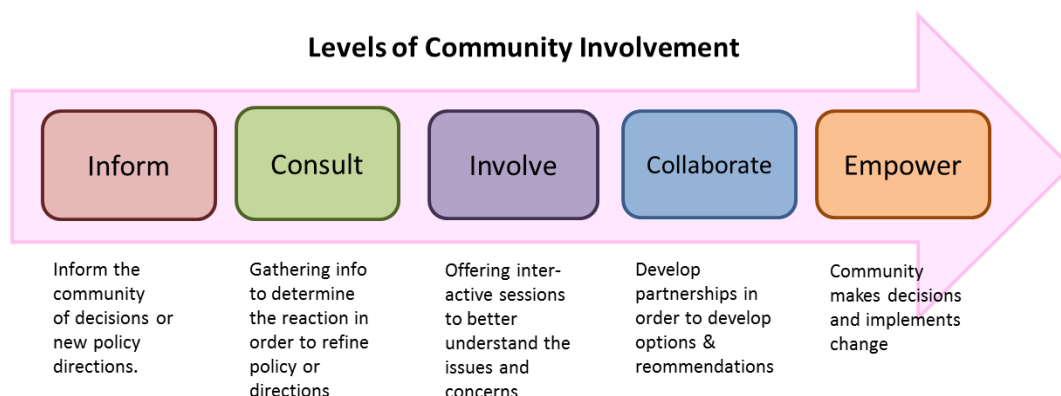 Levels of Community Involvement
Inform
Consult
Involve
Collaborate
Empower
Inform the
community
of decisions or
new policy
directions.
Gathering info
to determine
the reaction in
order to refine
policy or
directions
Offering inter-
active sessions
to better
understand the
issues and
concerns
Develop
partnerships in
order to develop
options &
reommendations
Community
makes decisions
and implements
change